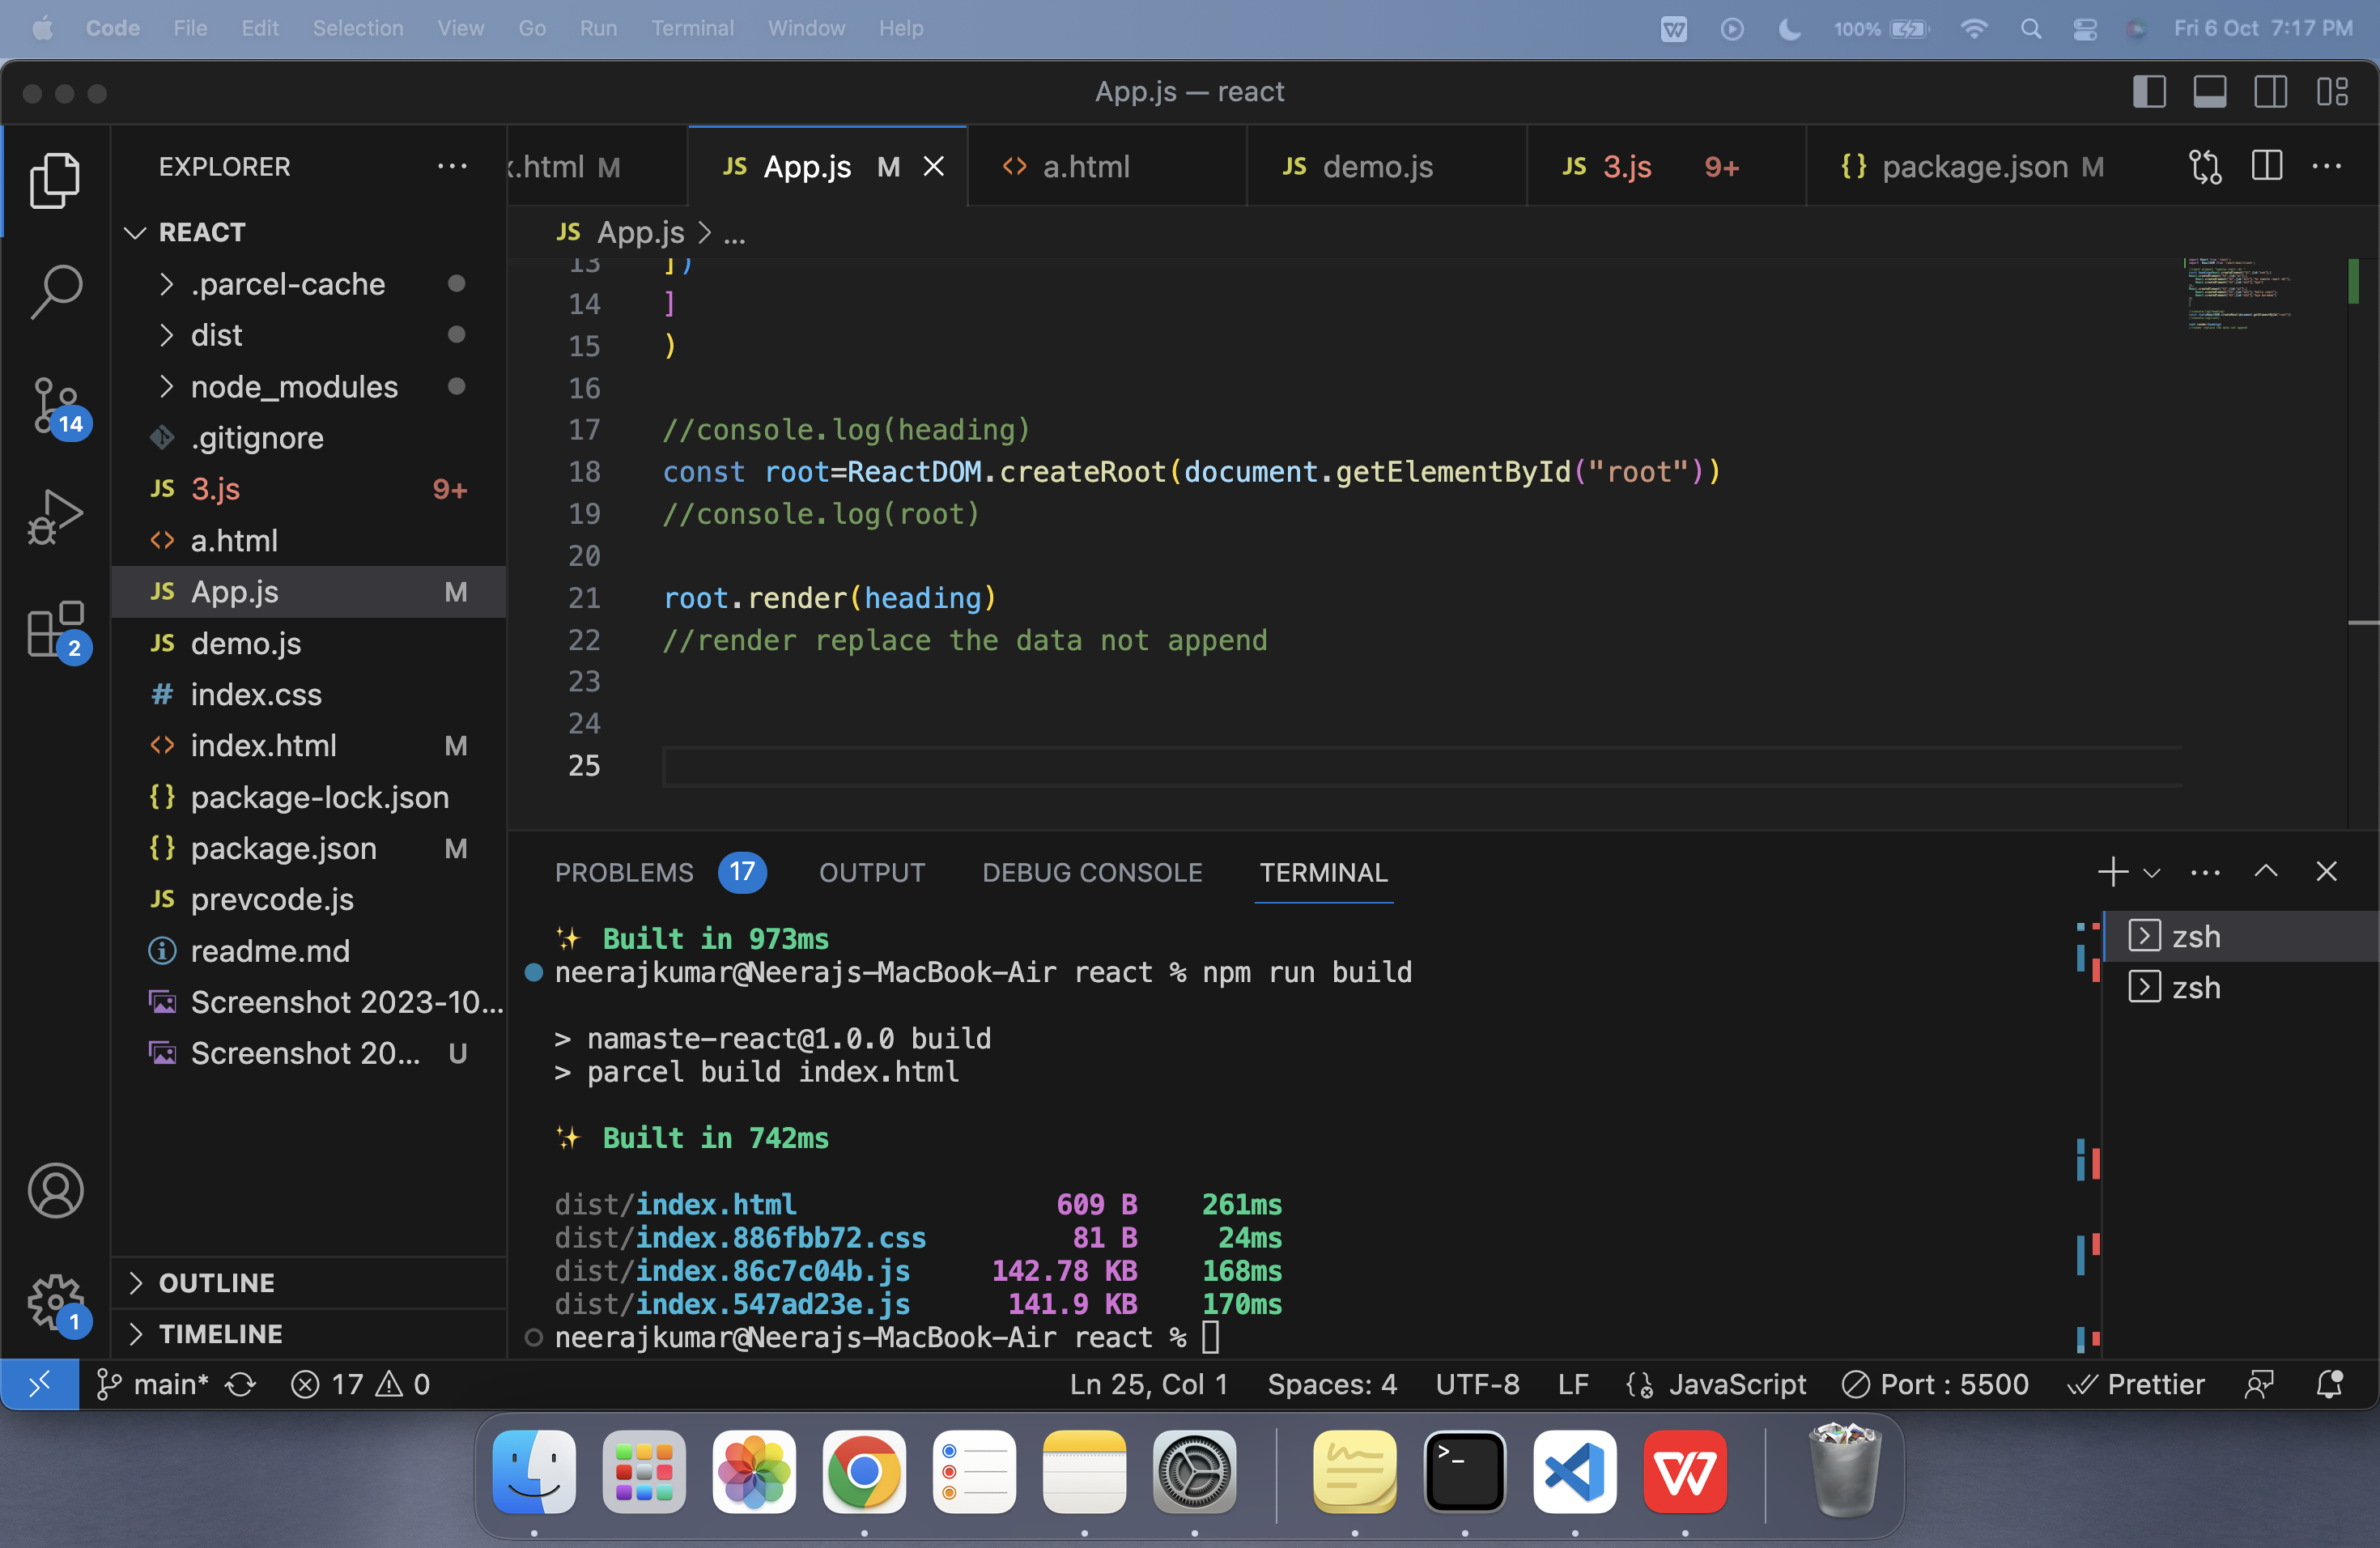 Code File Edit Selection View Go Run Terminal Window Help 100% Fri 6 Oct 7:17 PM
App.js — react
EXPLORER
REACT
.parcel-cache
dist
node_modules
.gitignore
JS 3.js 9+
<> a.html
JS App.js M
JS demo.js
# index.css
<> index.html M
{} package-lock.json
{} package.json M
JS prevcode.js
readme.md
Screenshot 2023-10...
Screenshot 20... U
OUTLINE
TIMELINE
14
2
1
x.html M JS App.js M <> a.html JS demo.js JS 3.js 9+ {} package.json M
JS App.js > ...
13 ])
14 ]
15 )
16
17 //console.log(heading)
18 const root=ReactDOM.createRoot(document.getElementById("root"))
19 //console.log(root)
20
21 root.render(heading)
22 //render replace the data not append
23
24
25
PROBLEMS 17 OUTPUT DEBUG CONSOLE TERMINAL
✨ Built in 973ms
neerajkumar@Neerajs-MacBook-Air react % npm run build
> namaste-react@1.0.0 build
> parcel build index.html
✨ Built in 742ms
dist/index.html 609 B 261ms
dist/index.886fbb72.css 81 B 24ms
dist/index.86c7c04b.js 142.78 KB 168ms
dist/index.547ad23e.js 141.9 KB 170ms
neerajkumar@Neerajs-MacBook-Air react %
zsh
zsh
main* 17 0 Ln 25, Col 1 Spaces: 4 UTF-8 LF JavaScript Port : 5500 Prettier